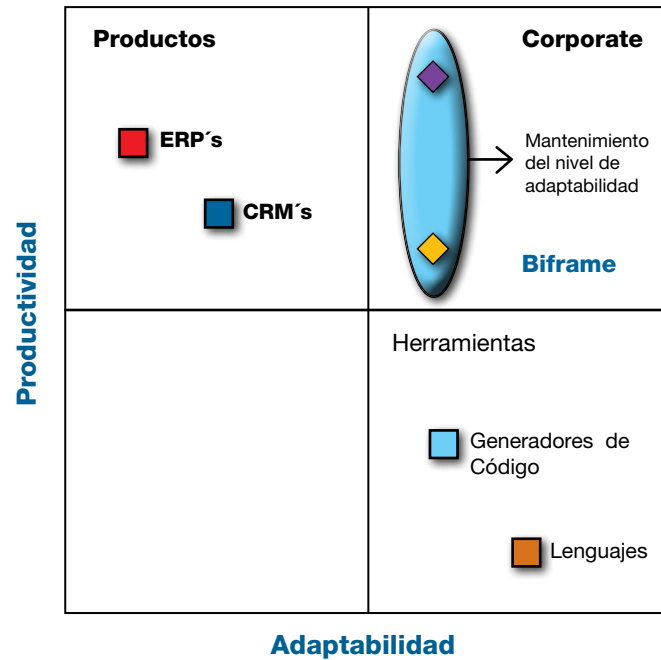 Productos
Corporate
ERP´s
CRM´s
Mantenimiento
del nivel de
adaptabilidad
Biframe
Productividad
Herramientas
Generadores de
Código
Lenguajes
Adaptabilidad